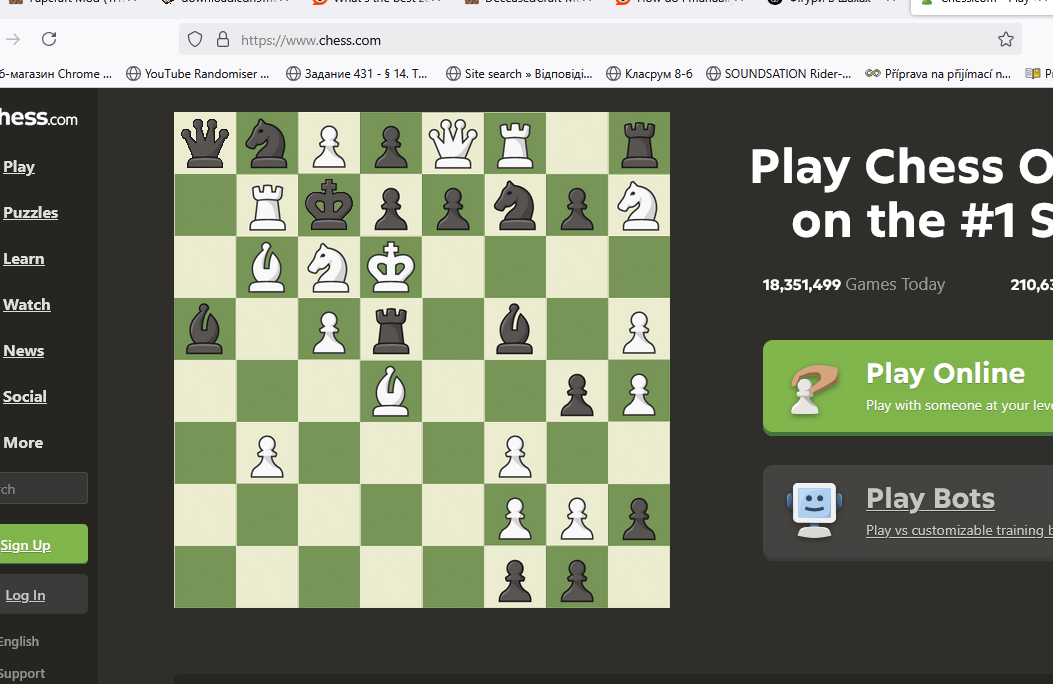 https://www.chess.com
б-магазин Chrome ... YouTube Randomiser ... Задание 431 - § 14. Т... Site search » Відповіді... Класрум 8-б SOUNDSATION Rider-... Příprava na přijímací n...
hess.com
Play
Puzzles
Learn
Watch
News
Social
More
rch
Sign Up
Log In
English
Support
Play Chess O
on the #1 S
18,351,499 Games Today 210,63
Play Online
Play with someone at your leve
Play Bots
Play vs customizable training b